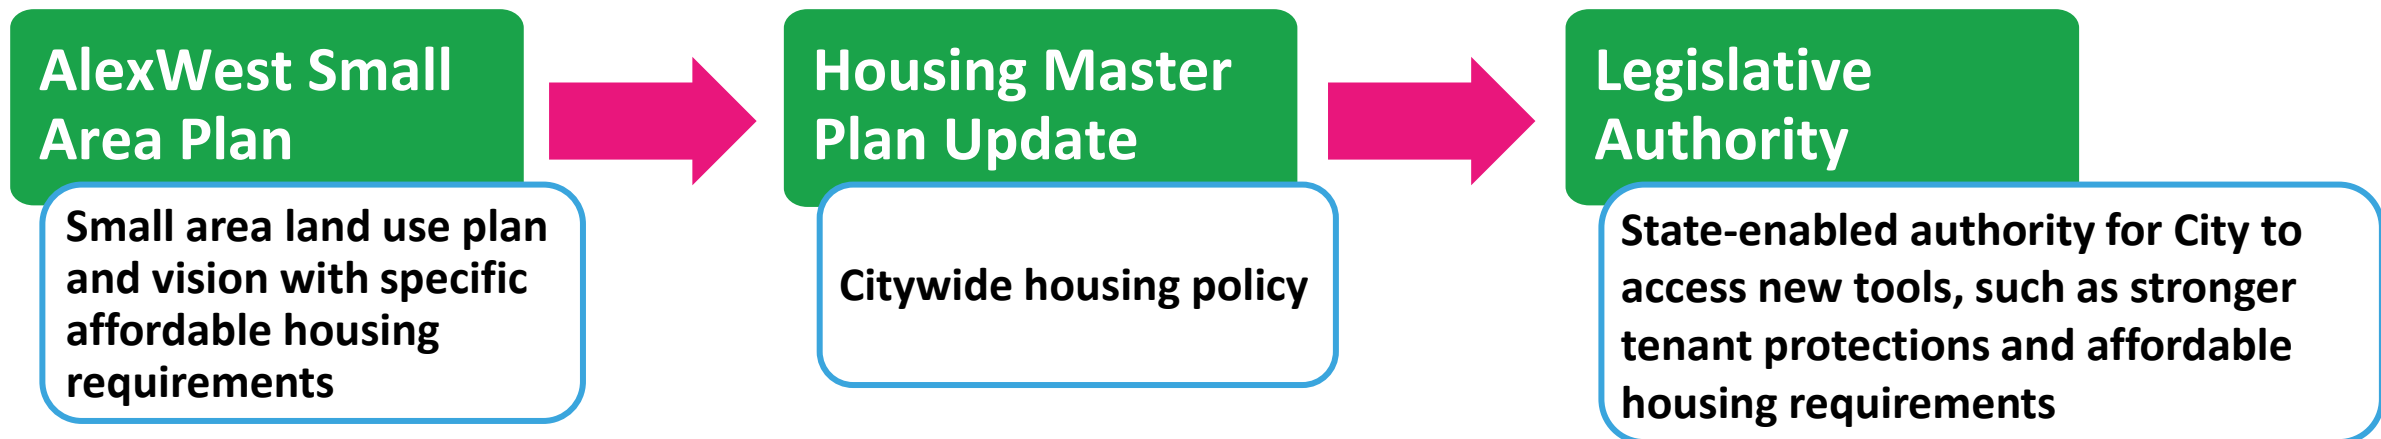 AlexWest Small
Area Plan
Small area land use plan
and vision with specific
affordable housing
requirements
Housing Master
Plan Update
Citywide housing policy
Legislative
Authority
State-enabled authority for City to
access new tools, such as stronger
tenant protections and affordable
housing requirements